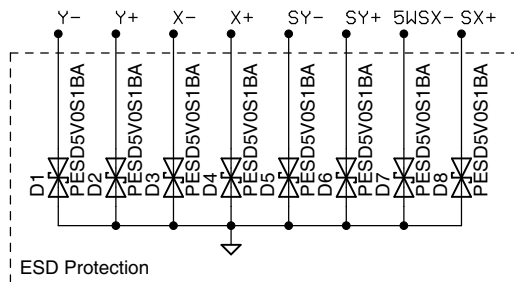 Y- Y+ X- X+ SY- SY+ 5WSX- SX+
D1 PESD5V0S1BA
D2 PESD5V0S1BA
D3 PESD5V0S1BA
D4 PESD5V0S1BA
D5 PESD5V0S1BA
D6 PESD5V0S1BA
D7 PESD5V0S1BA
D8 PESD5V0S1BA
ESD Protection